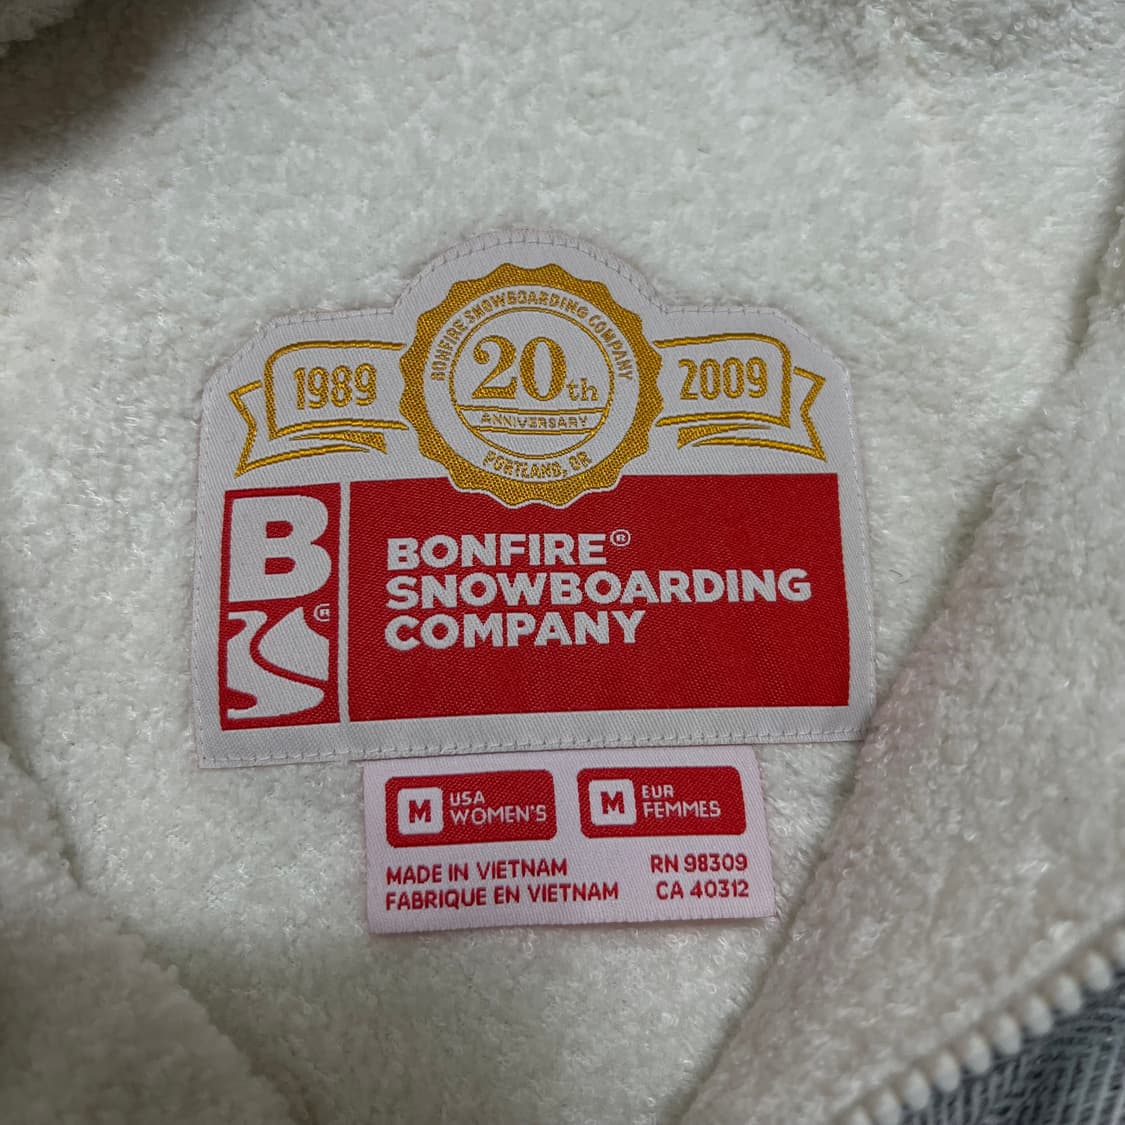 BONFIRE SNOWBOARDING COMPANY
1989
20th
2009
ANNIVERSARY
PORTLAND, OR
B
®
BONFIRE®
SNOWBOARDING
COMPANY
M USA WOMEN'S
M EUR FEMMES
MADE IN VIETNAM
RN 98309
FABRIQUE EN VIETNAM
CA 40312